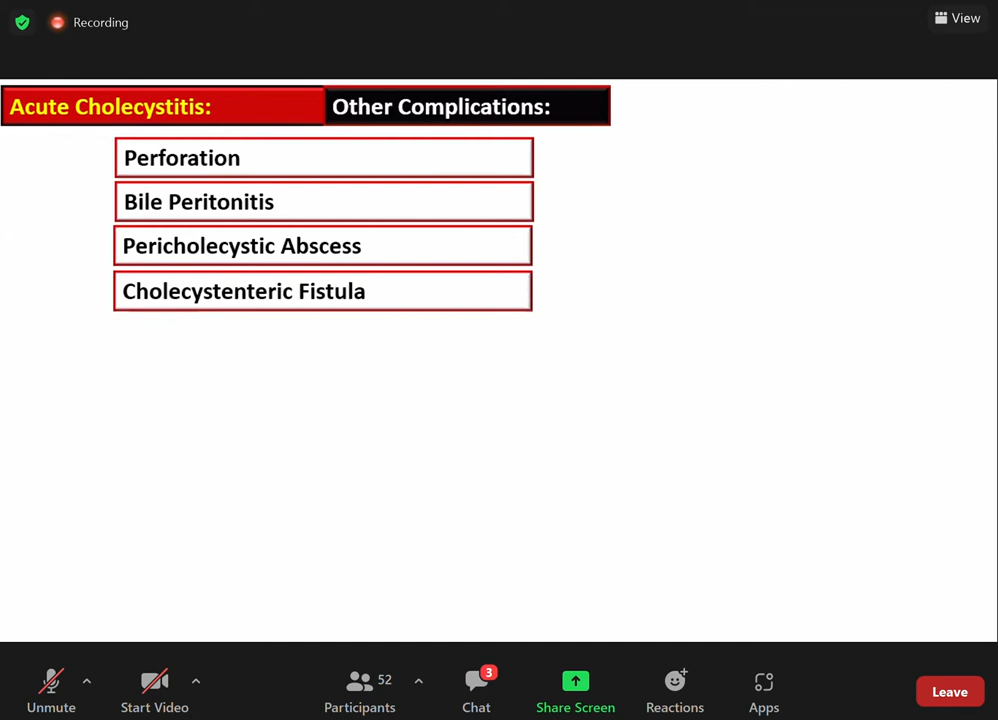 Recording
View
Acute Cholecystitis: Other Complications:
Perforation
Bile Peritonitis
Pericholecystic Abscess
Cholecystenteric Fistula
52
3
Unmute Start Video Participants Chat Share Screen Reactions Apps Leave